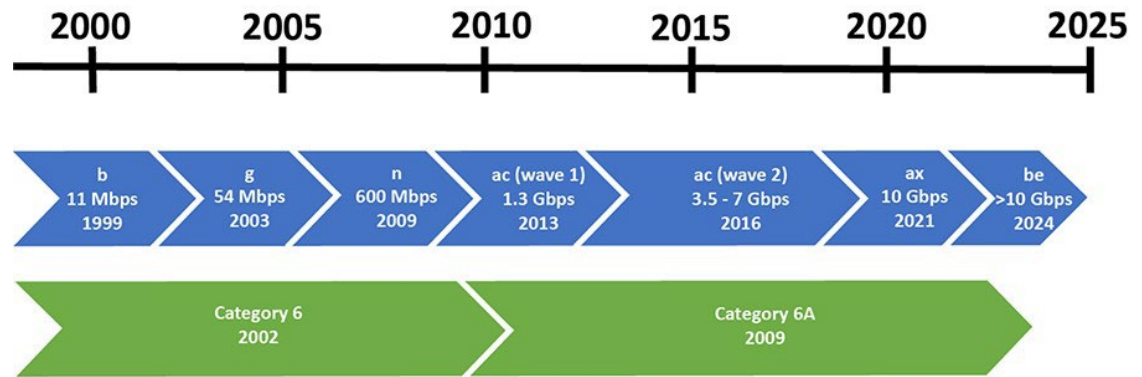 2000 2005 2010 2015 2020 2025
b
11 Mbps
1999
g
54 Mbps
2003
n
600 Mbps
2009
ac (wave 1)
1.3 Gbps
2013
ac (wave 2)
3.5 - 7 Gbps
2016
ax
10 Gbps
2021
be
>10 Gbps
2024
Category 6
2002
Category 6A
2009